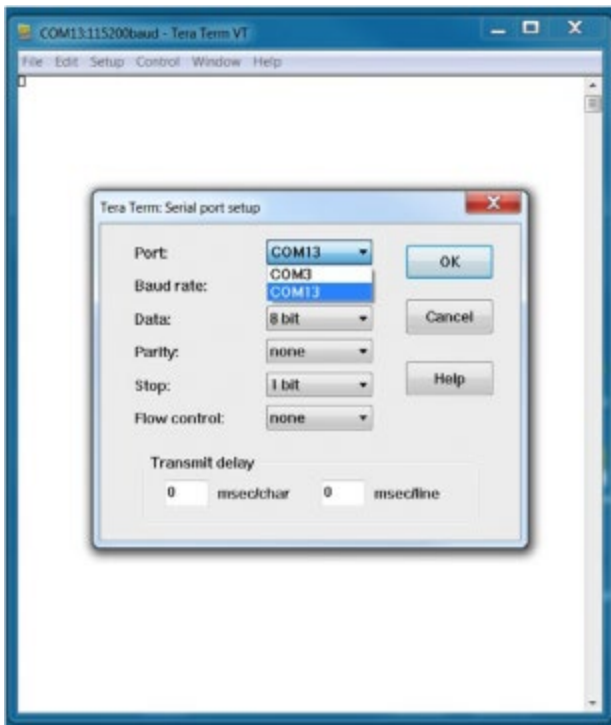 COM13:115200baud - Tera Term VT
File Edit Setup Control Window Help
Tera Term: Serial port setup
Port: COM13 OK
COM3
Baud rate: COM13
Data: 8 bit Cancel
Parity: none
Stop: 1 bit Help
Flow control: none
Transmit delay
0 msec/char 0 msec/line